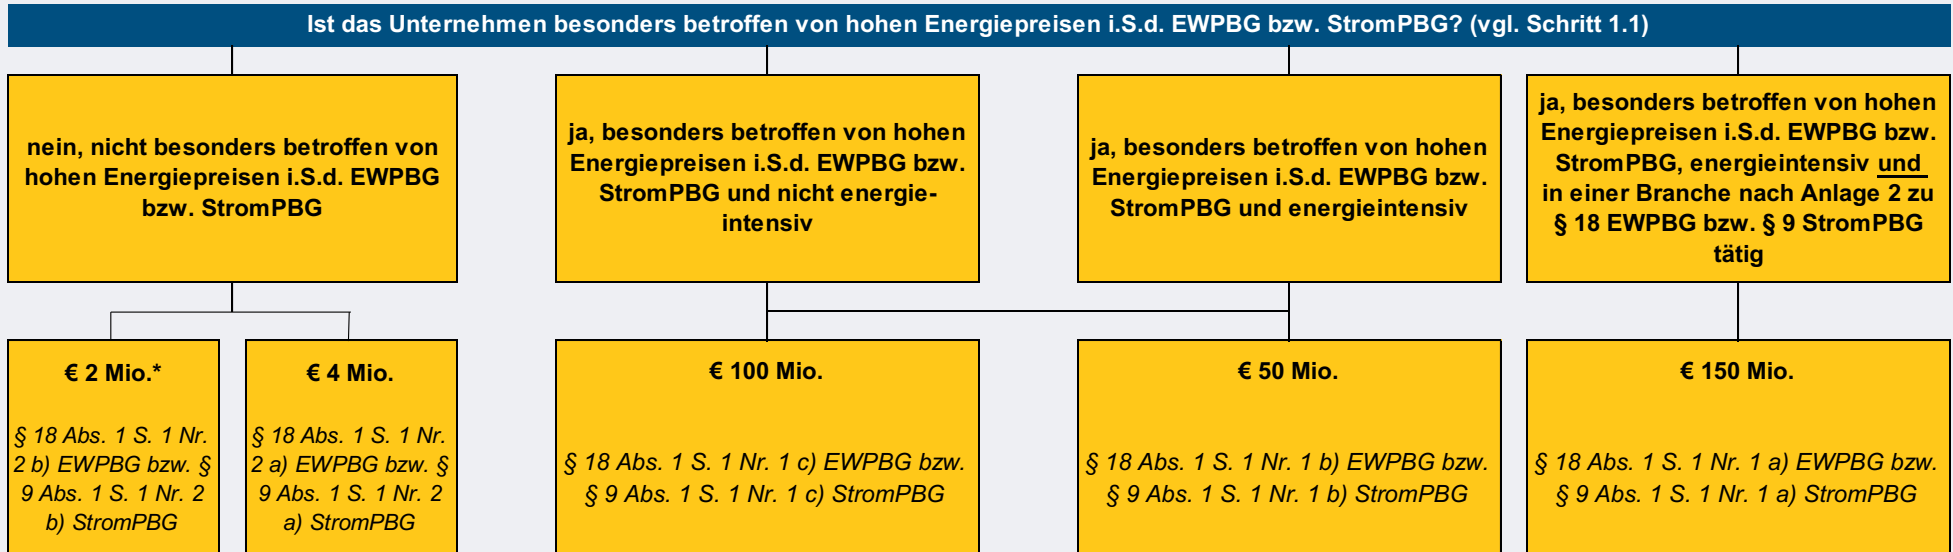 Ist das Unternehmen besonders betroffen von hohen Energiepreisen i.S.d. EWPBG bzw. StromPBG? (vgl. Schritt 1.1)
nein, nicht besonders betroffen von
hohen Energiepreisen i.S.d. EWPBG
bzw. StromPBG
ja, besonders betroffen von hohen
Energiepreisen i.S.d. EWPBG bzw.
StromPBG und nicht energie-
intensiv
ja, besonders betroffen von hohen
Energiepreisen i.S.d. EWPBG bzw.
StromPBG und energieintensiv
ja, besonders betroffen von hohen
Energiepreisen i.S.d. EWPBG bzw.
StromPBG, energieintensiv und
in einer Branche nach Anlage 2 zu
§ 18 EWPBG bzw. § 9 StromPBG
tätig
€ 2 Mio.*
§ 18 Abs. 1 S. 1 Nr.
2 b) EWPBG bzw. §
9 Abs. 1 S. 1 Nr. 2
b) StromPBG
€ 4 Mio.
§ 18 Abs. 1 S. 1 Nr.
2 a) EWPBG bzw. §
9 Abs. 1 S. 1 Nr. 2
a) StromPBG
€ 100 Mio.
§ 18 Abs. 1 S. 1 Nr. 1 c) EWPBG bzw.
§ 9 Abs. 1 S. 1 Nr. 1 c) StromPBG
€ 50 Mio.
§ 18 Abs. 1 S. 1 Nr. 1 b) EWPBG bzw.
§ 9 Abs. 1 S. 1 Nr. 1 b) StromPBG
€ 150 Mio.
§ 18 Abs. 1 S. 1 Nr. 1 a) EWPBG bzw.
§ 9 Abs. 1 S. 1 Nr. 1 a) StromPBG